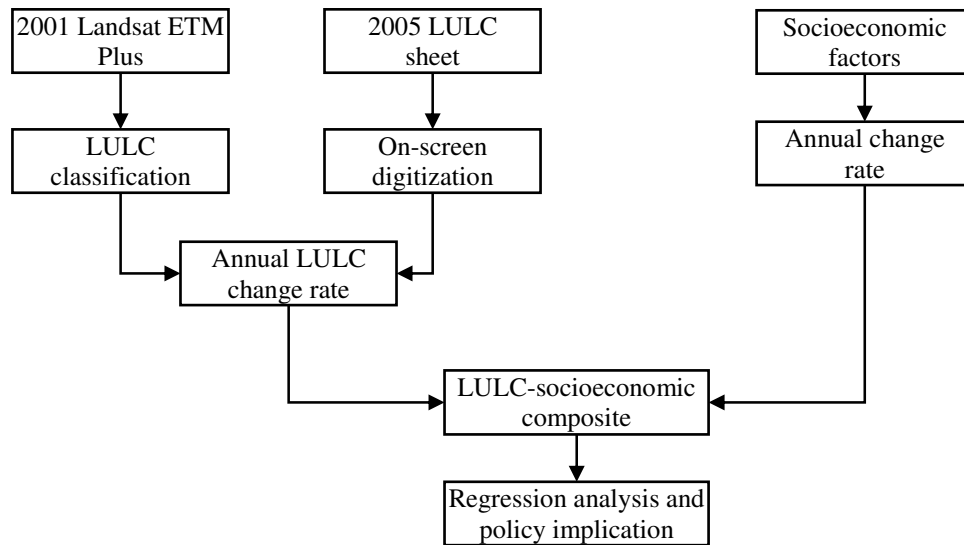 2001 Landsat ETM
Plus
2005 LULC
sheet
Socioeconomic
factors
LULC
classification
On-screen
digitization
Annual change
rate
Annual LULC
change rate
LULC-socioeconomic
composite
Regression analysis and
policy implication